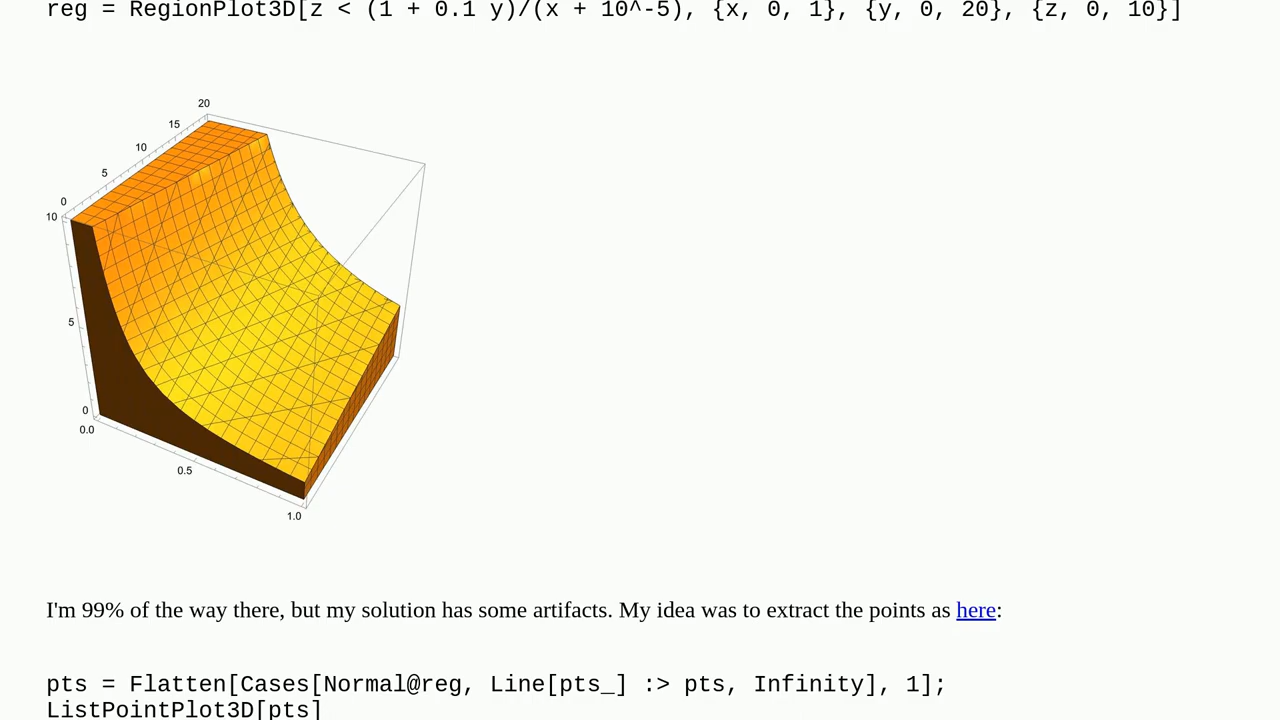 reg = RegionPlot3D[z < (1 + 0.1 y)/(x + 10^-5), {x, 0, 1}, {y, 0, 20}, {z, 0, 10}]
20
15
10
5
0
10
5
0
0.0
0.5
1.0
I'm 99% of the way there, but my solution has some artifacts. My idea was to extract the points as here:
pts = Flatten[Cases[Normal@reg, Line[pts_] :> pts, Infinity], 1];
ListPointPlot3D[pts]